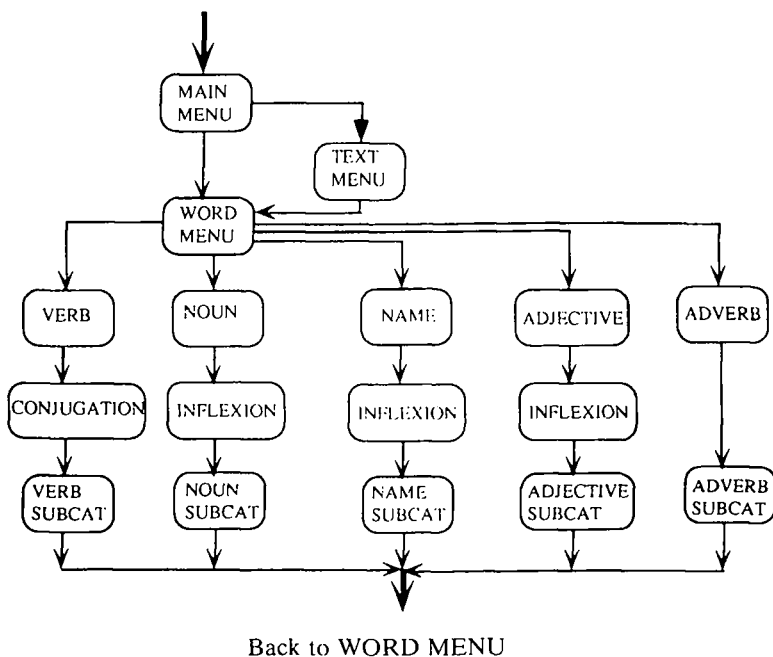 MAIN
MENU
TEXT
MENU
WORD
MENU
VERB
NOUN
NAME
ADJECTIVE
ADVERB
CONJUGATION
INFLEXION
INFLEXION
INFLEXION
VERB
SUBCAT
NOUN
SUBCAT
NAME
SUBCAT
ADJECTIVE
SUBCAT
ADVERB
SUBCAT
Back to WORD MENU